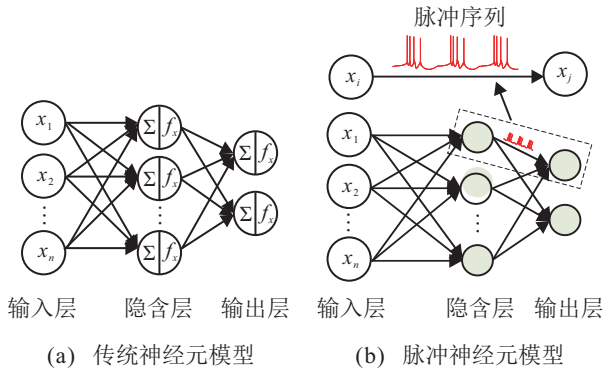 脉冲序列
x_i
x_j
x_1
Σ f_x
x_2
Σ f_x
Σ f_x
⋮
⋮
x_n
Σ f_x
Σ f_x
输入层 隐含层 输出层
(a) 传统神经元模型
x_1
x_2
⋮
⋮
x_n
输入层 隐含层 输出层
(b) 脉冲神经元模型